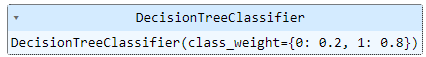 DecisionTreeClassifier
DecisionTreeClassifier(class_weight={0: 0.2, 1: 0.8})